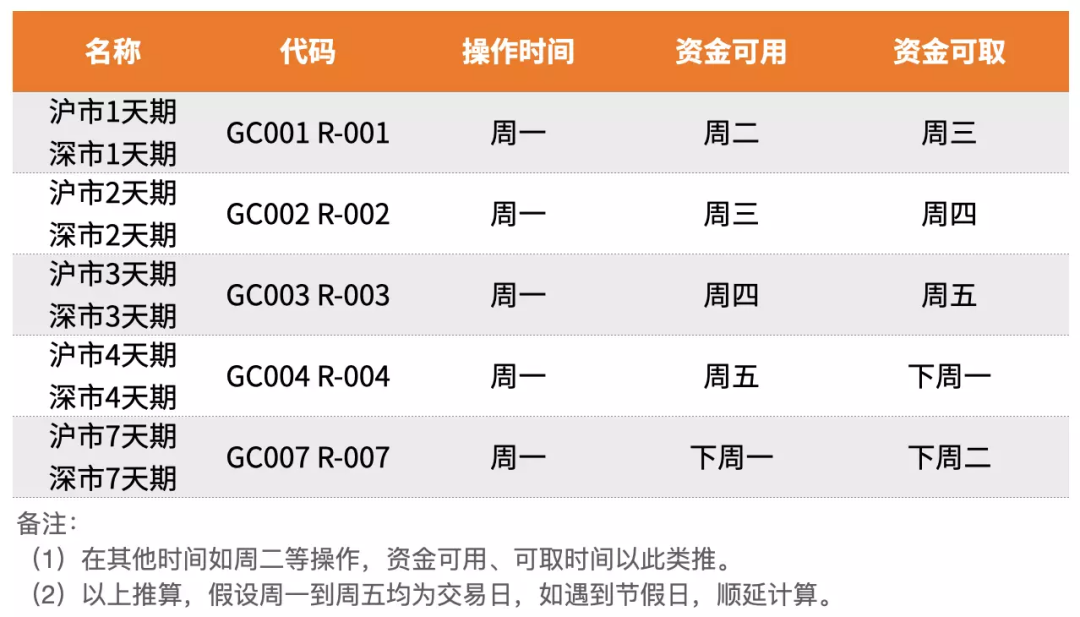 名称 代码 操作时间 资金可用 资金可取
沪市1天期
深市1天期 GC001 R-001 周一 周二 周三
沪市2天期
深市2天期 GC002 R-002 周一 周三 周四
沪市3天期
深市3天期 GC003 R-003 周一 周四 周五
沪市4天期
深市4天期 GC004 R-004 周一 周五 下周一
沪市7天期
深市7天期 GC007 R-007 周一 下周一 下周二
备注：
（1）在其他时间如周二等操作，资金可用、可取时间以此类推。
（2）以上推算，假设周一到周五均为交易日，如遇到节假日，顺延计算。